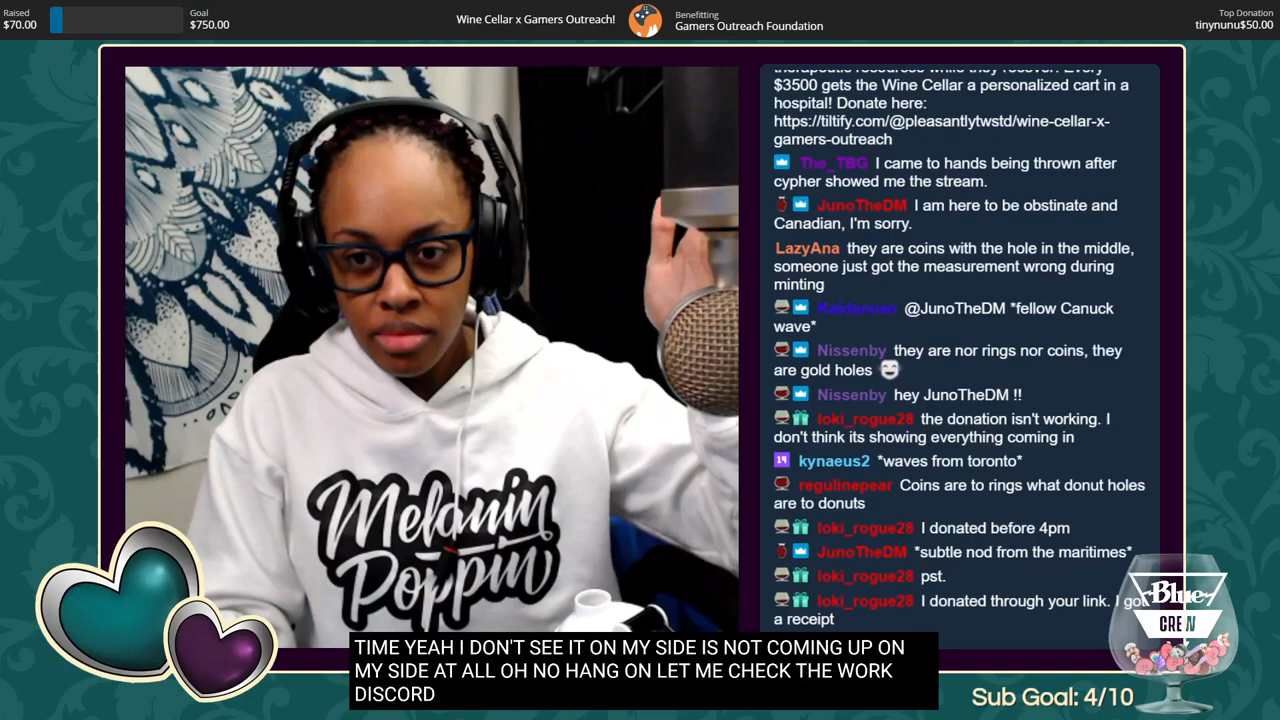 Raised
$70.00
Goal
$750.00
Wine Cellar x Gamers Outreach!
Benefitting
Gamers Outreach Foundation
Top Donation
tinynunu$50.00
therapeutic resources while they recover! Every
$3500 gets the Wine Cellar a personalized cart in a
hospital! Donate here:
https://tiltify.com/@pleasantlytwstd/wine-cellar-x-
gamers-outreach
The_TBG I came to hands being thrown after
cypher showed me the stream.
JunoTheDM I am here to be obstinate and
Canadian, I'm sorry.
LazyAna they are coins with the hole in the middle,
someone just got the measurement wrong during
minting
Kaldannan @JunoTheDM *fellow Canuck
wave*
Nissenby they are nor rings nor coins, they
are gold holes
Nissenby hey JunoTheDM !!
loki_rogue28 the donation isn't working. I
don't think its showing everything coming in
19 kynaeus2 *waves from toronto*
regulinepear Coins are to rings what donut holes
are to donuts
loki_rogue28 I donated before 4pm
JunoTheDM *subtle nod from the maritimes*
loki_rogue28 pst.
loki_rogue28 I donated through your link. I got
a receipt
Melanin
Poppin
Blue
CREW
TIME YEAH I DON'T SEE IT ON MY SIDE IS NOT COMING UP ON
MY SIDE AT ALL OH NO HANG ON LET ME CHECK THE WORK
DISCORD
Sub Goal: 4/10